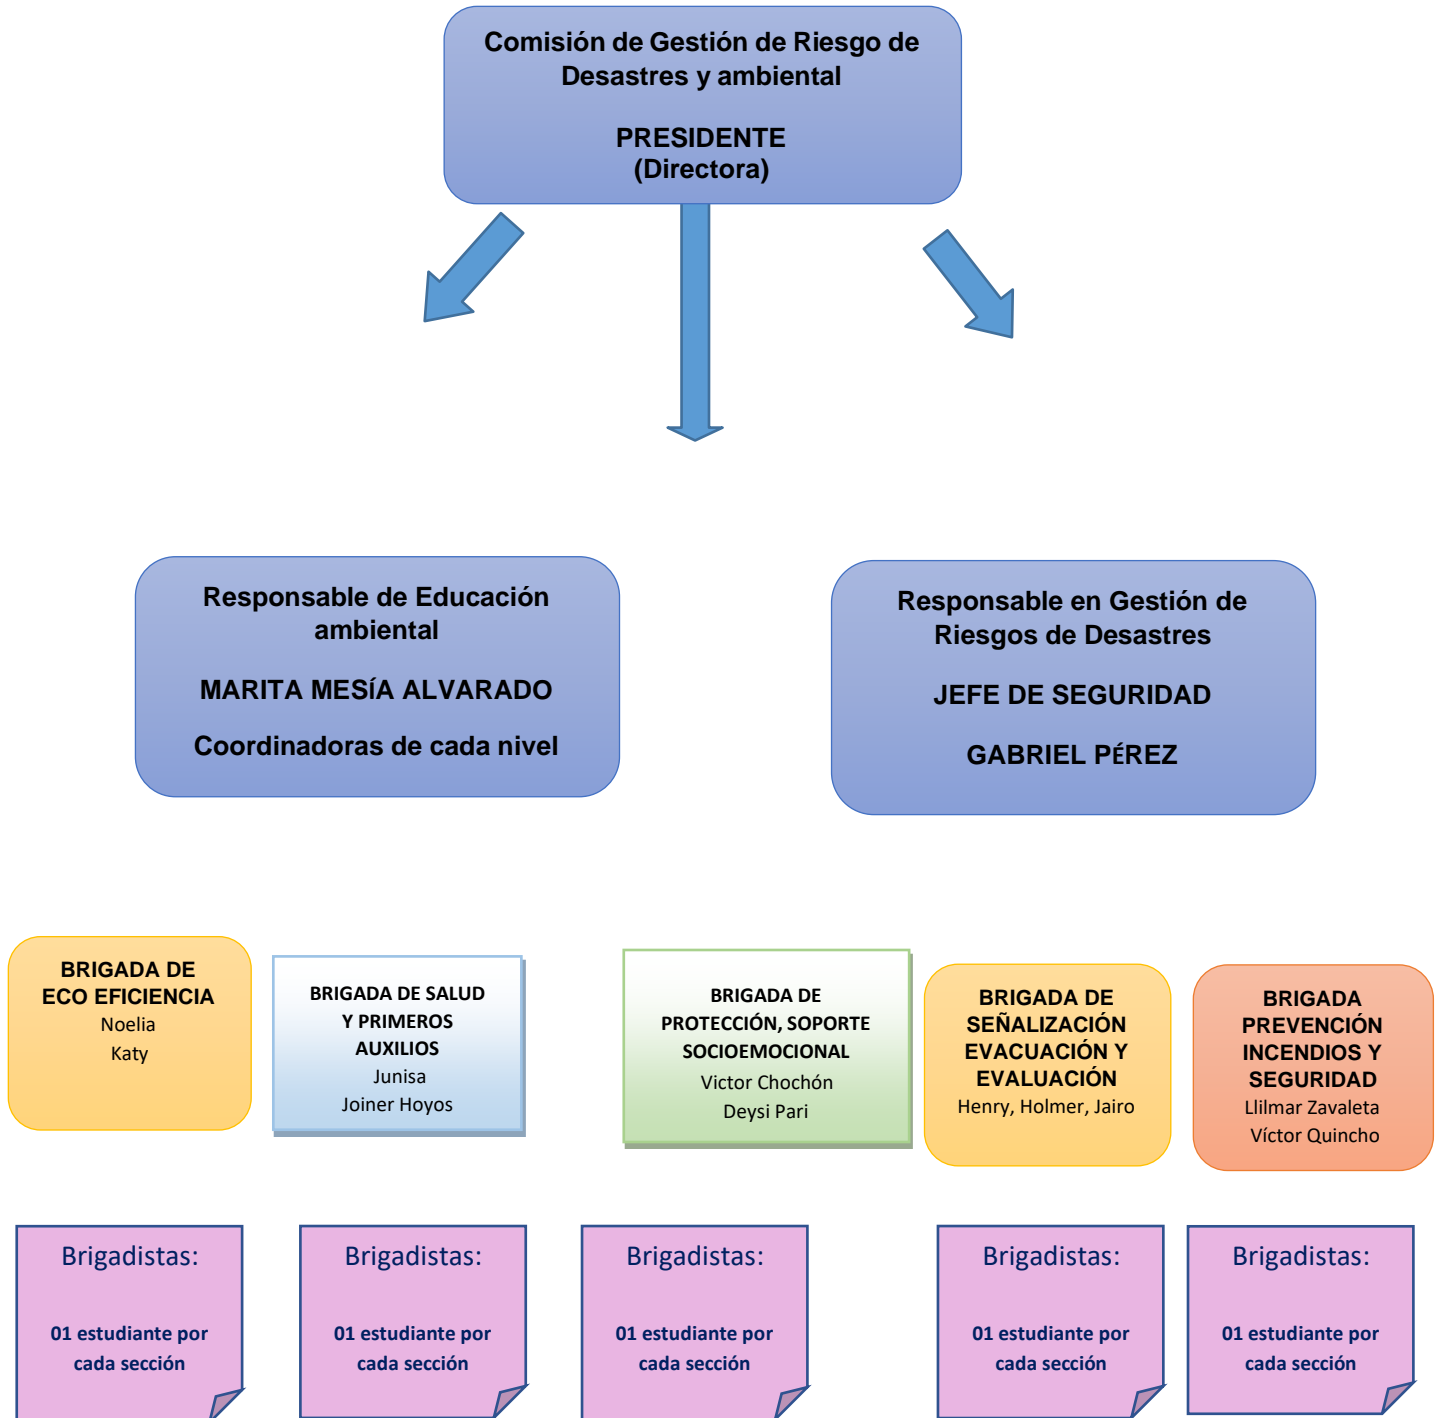 Comisión de Gestión de Riesgo de
Desastres y ambiental
PRESIDENTE
(Directora)
Responsable de Educación
ambiental
MARITA MESÍA ALVARADO
Coordinadoras de cada nivel
Responsable en Gestión de
Riesgos de Desastres
JEFE DE SEGURIDAD
GABRIEL PÉREZ
BRIGADA DE
ECO EFICIENCIA
Noelia
Katy
BRIGADA DE SALUD
Y PRIMEROS
AUXILIOS
Junisa
Joiner Hoyos
BRIGADA DE
PROTECCIÓN, SOPORTE
SOCIOEMOCIONAL
Victor Chochón
Deysi Pari
BRIGADA DE
SEÑALIZACIÓN
EVACUACIÓN Y
EVALUACIÓN
Henry, Holmer, Jairo
BRIGADA
PREVENCIÓN
INCENDIOS Y
SEGURIDAD
Llilmar Zavaleta
Víctor Quincho
Brigadistas:
01 estudiante por
cada sección
Brigadistas:
01 estudiante por
cada sección
Brigadistas:
01 estudiante por
cada sección
Brigadistas:
01 estudiante por
cada sección
Brigadistas:
01 estudiante por
cada sección